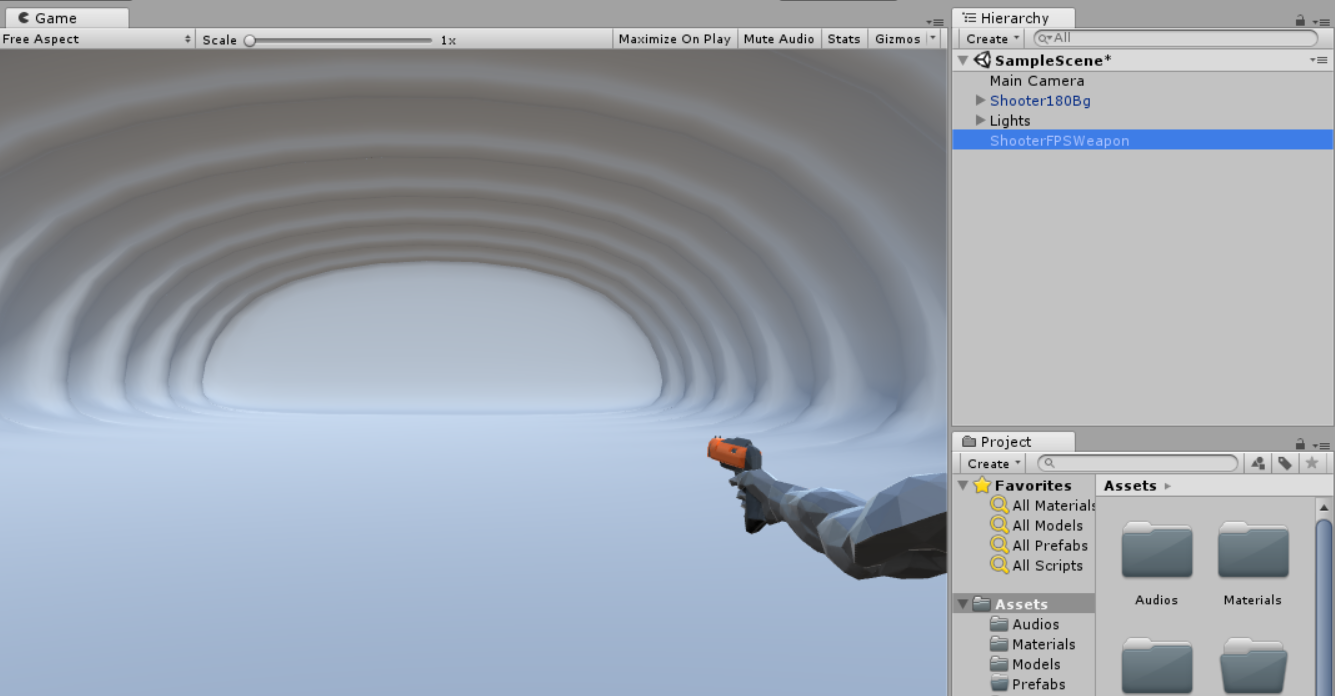 Game
Free Aspect Scale 1x Maximize On Play Mute Audio Stats Gizmos
Hierarchy
Create All
SampleScene*
Main Camera
Shooter180Bg
Lights
ShooterFPSWeapon
Project
Create
Favorites
All Materials
All Models
All Prefabs
All Scripts
Assets
Audios
Materials
Models
Prefabs
Assets
Audios Materials